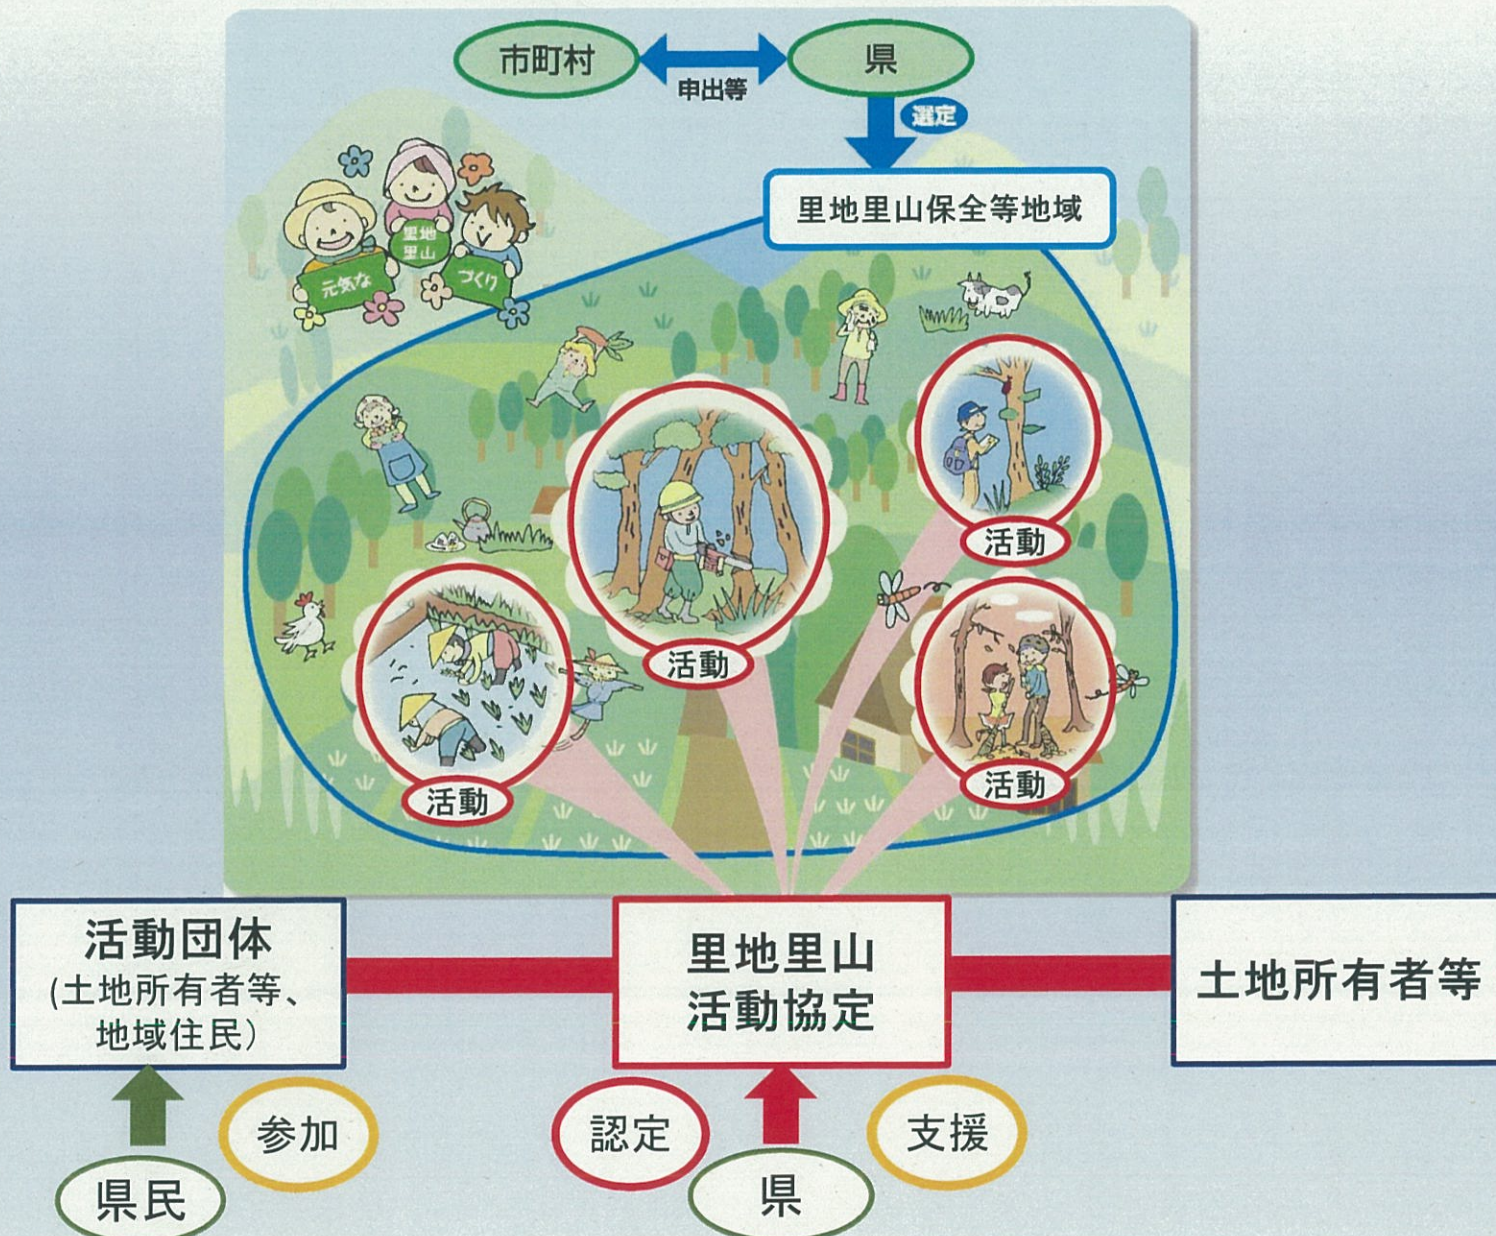 市町村
県
申出等
選定
里地里山保全等地域
里地
里山
元気な
づくり
活動
活動
活動
活動
活動団体
(土地所有者等、
地域住民)
里地里山
活動協定
土地所有者等
参加
認定
支援
県民
県